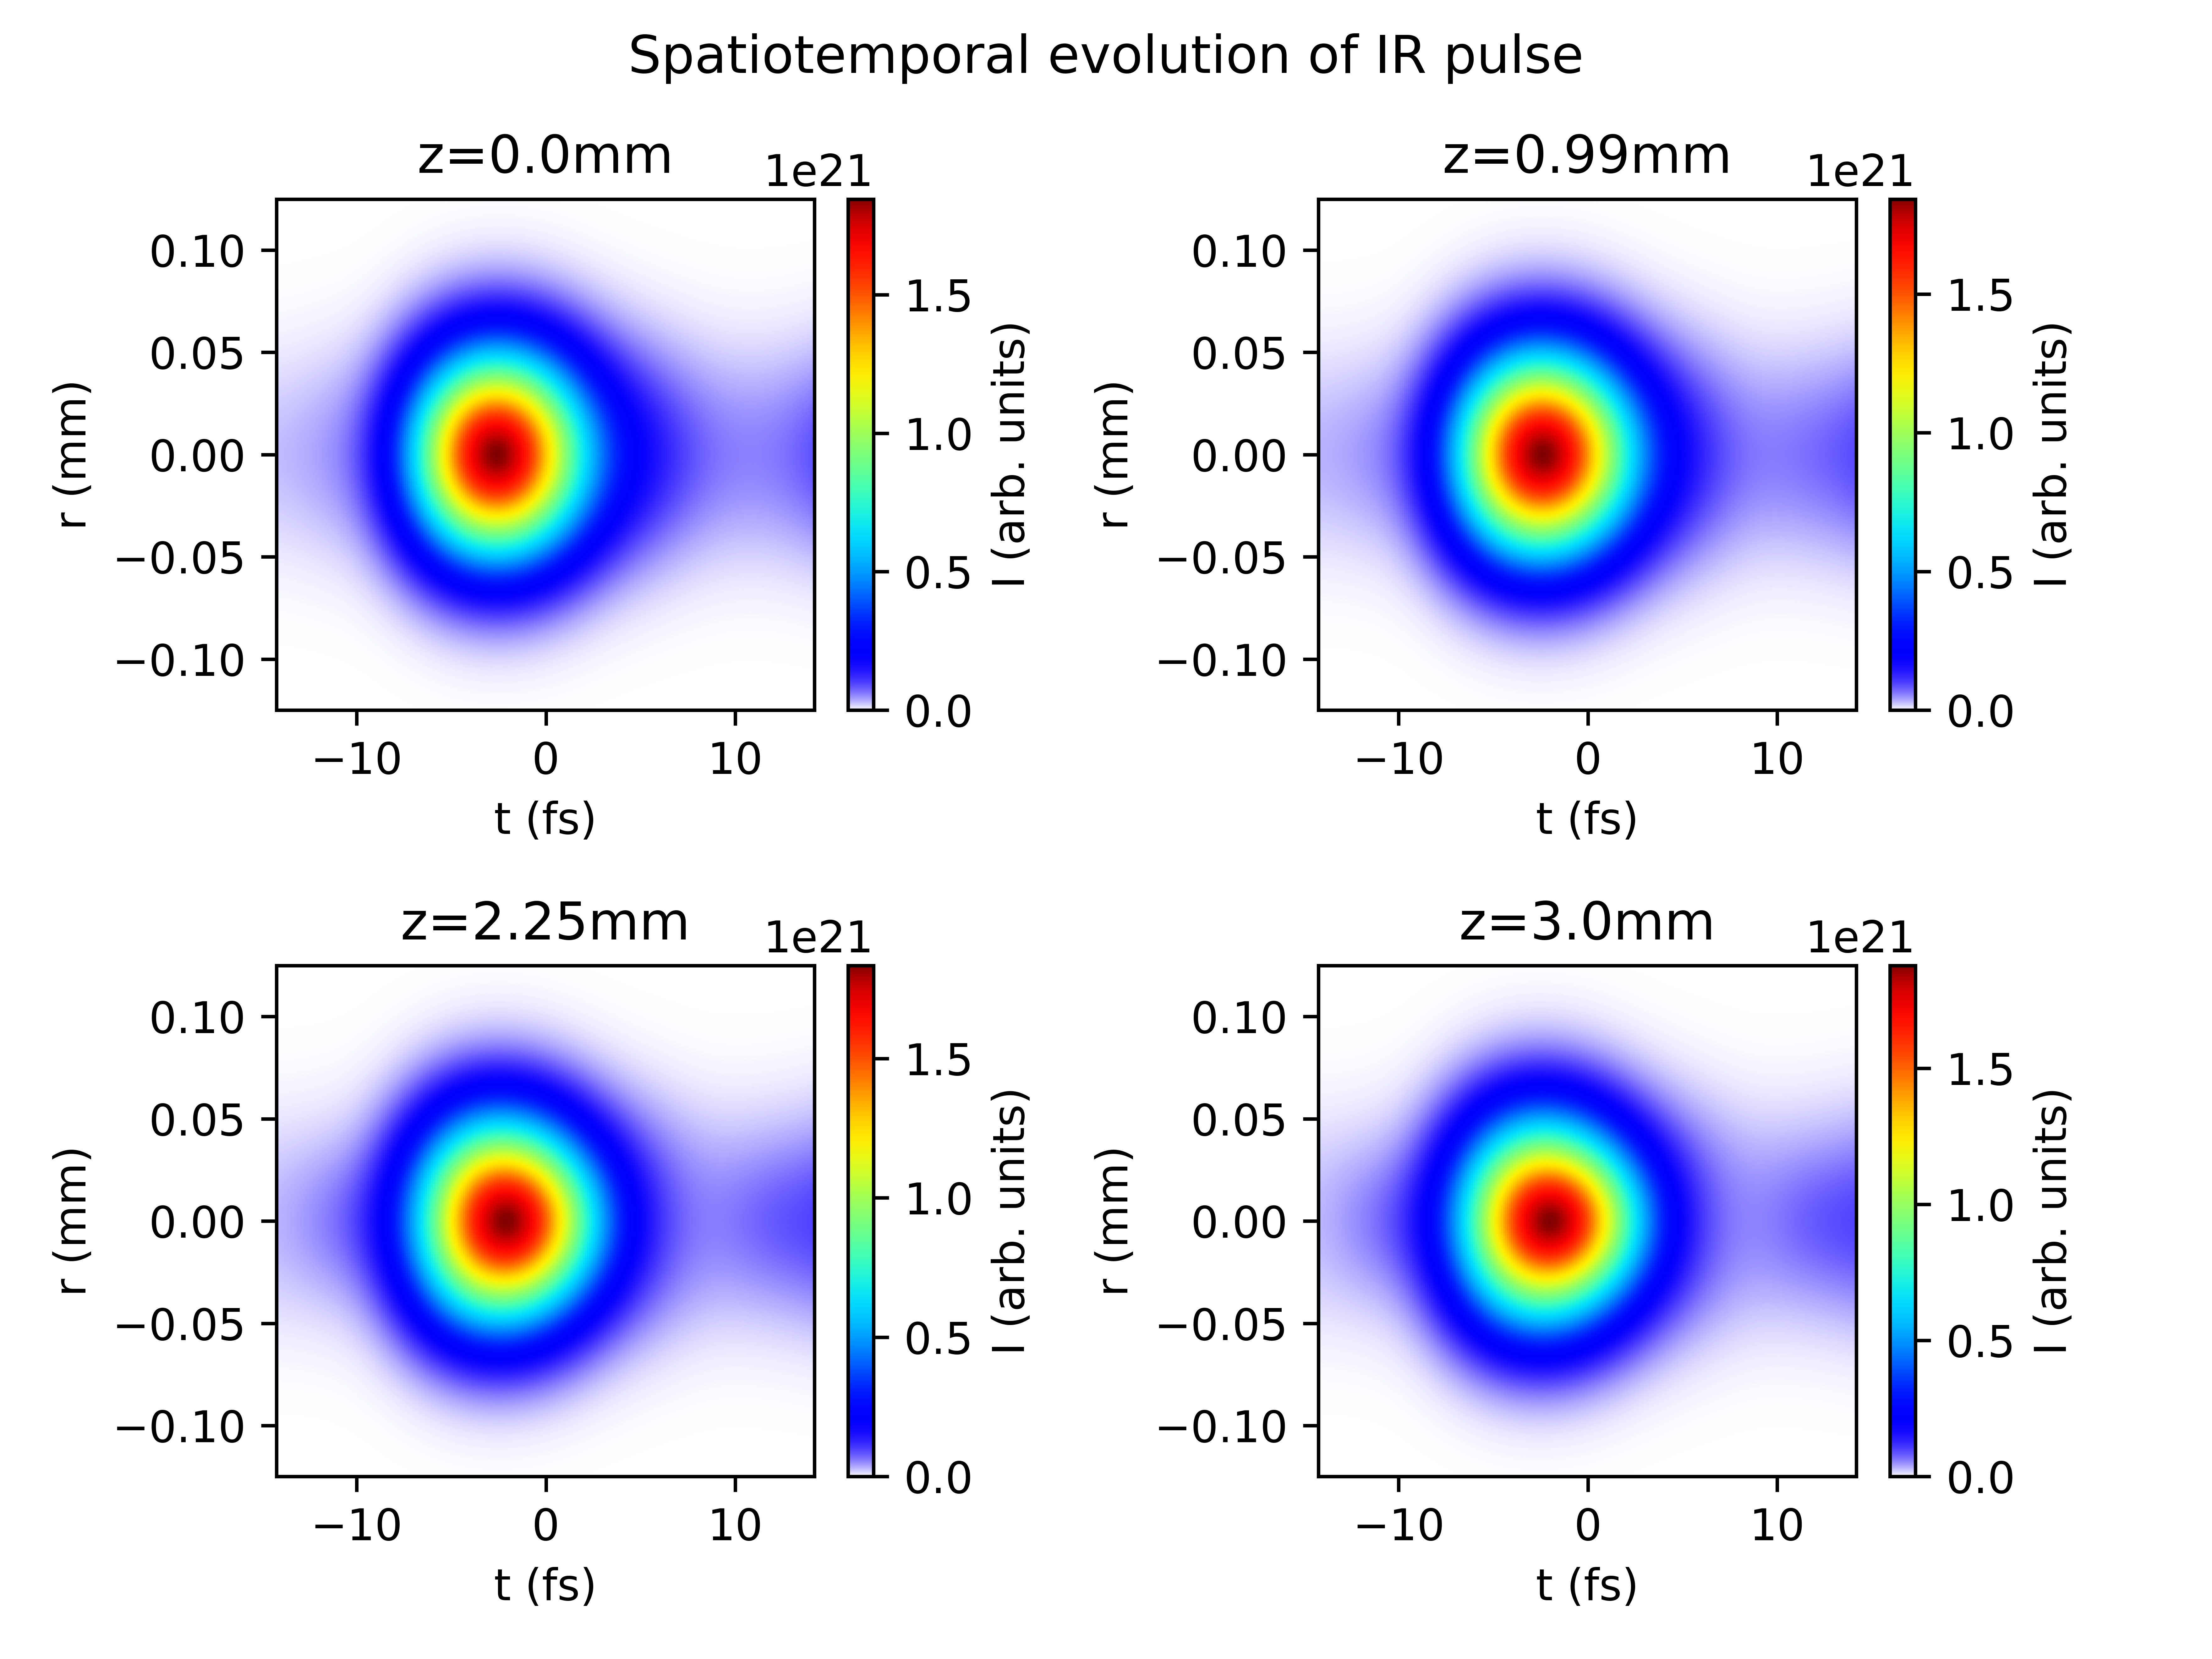 Spatiotemporal evolution of IR pulse
z=0.0mm
1e21
0.10
0.05
0.00
−0.05
−0.10
r (mm)
−10 0 10
t (fs)
1.5
1.0
0.5
0.0
I (arb. units)
z=0.99mm
1e21
0.10
0.05
0.00
−0.05
−0.10
r (mm)
−10 0 10
t (fs)
1.5
1.0
0.5
0.0
I (arb. units)
z=2.25mm
1e21
0.10
0.05
0.00
−0.05
−0.10
r (mm)
−10 0 10
t (fs)
1.5
1.0
0.5
0.0
I (arb. units)
z=3.0mm
1e21
0.10
0.05
0.00
−0.05
−0.10
r (mm)
−10 0 10
t (fs)
1.5
1.0
0.5
0.0
I (arb. units)